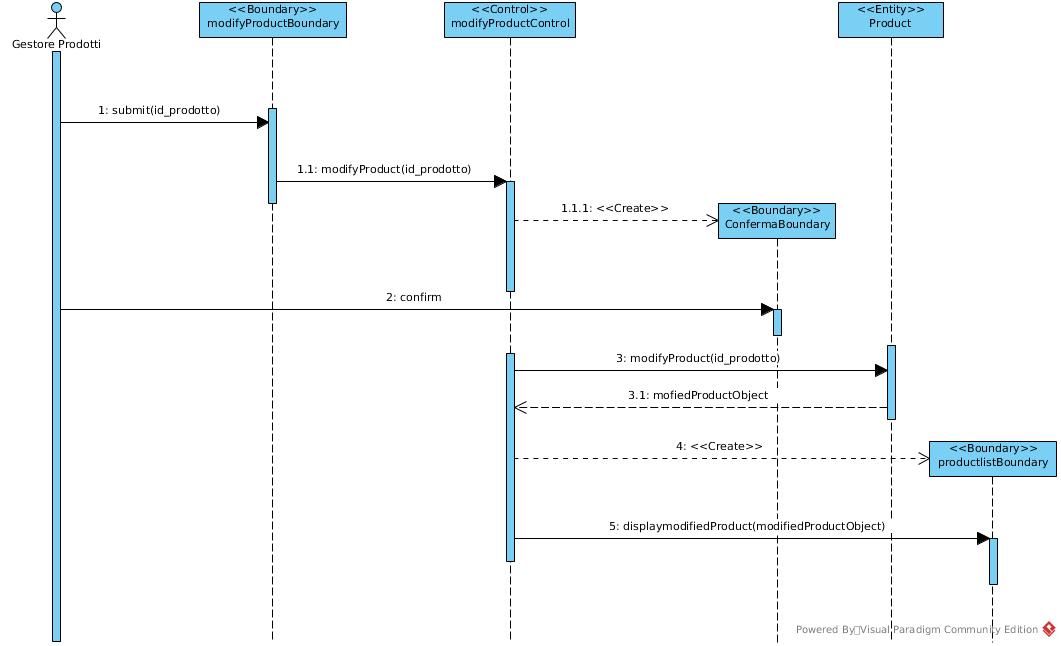 <<Boundary>>
modifyProductBoundary
<<Control>>
modifyProductControl
<<Entity>>
Product
Gestore Prodotti
1: submit(id_prodotto)
1.1: modifyProduct(id_prodotto)
1.1.1: <<Create>>
<<Boundary>>
ConfermaBoundary
2: confirm
3: modifyProduct(id_prodotto)
3.1: mofiedProductObject
4: <<Create>>
<<Boundary>>
productlistBoundary
5: displaymodifiedProduct(modifiedProductObject)
Powered By Visual Paradigm Community Edition